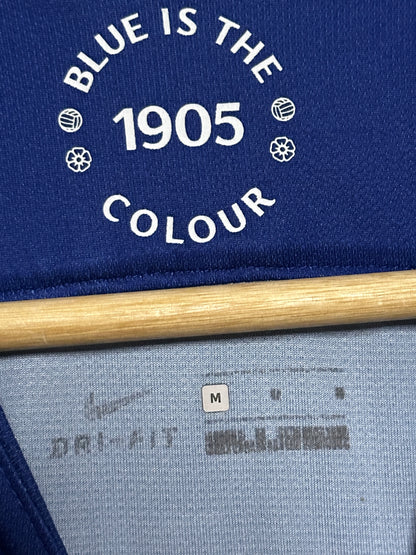 BLUE IS THE
1905
COLOUR
M
DRI-FIT